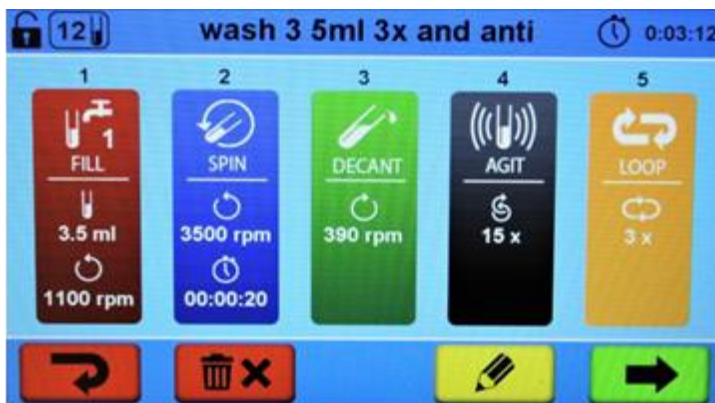 12
wash 3 5ml 3x and anti
0:03:12
1
2
3
4
5
1
FILL
3.5 ml
1100 rpm
SPIN
3500 rpm
00:00:20
DECANT
390 rpm
AGIT
15 x
LOOP
3 x